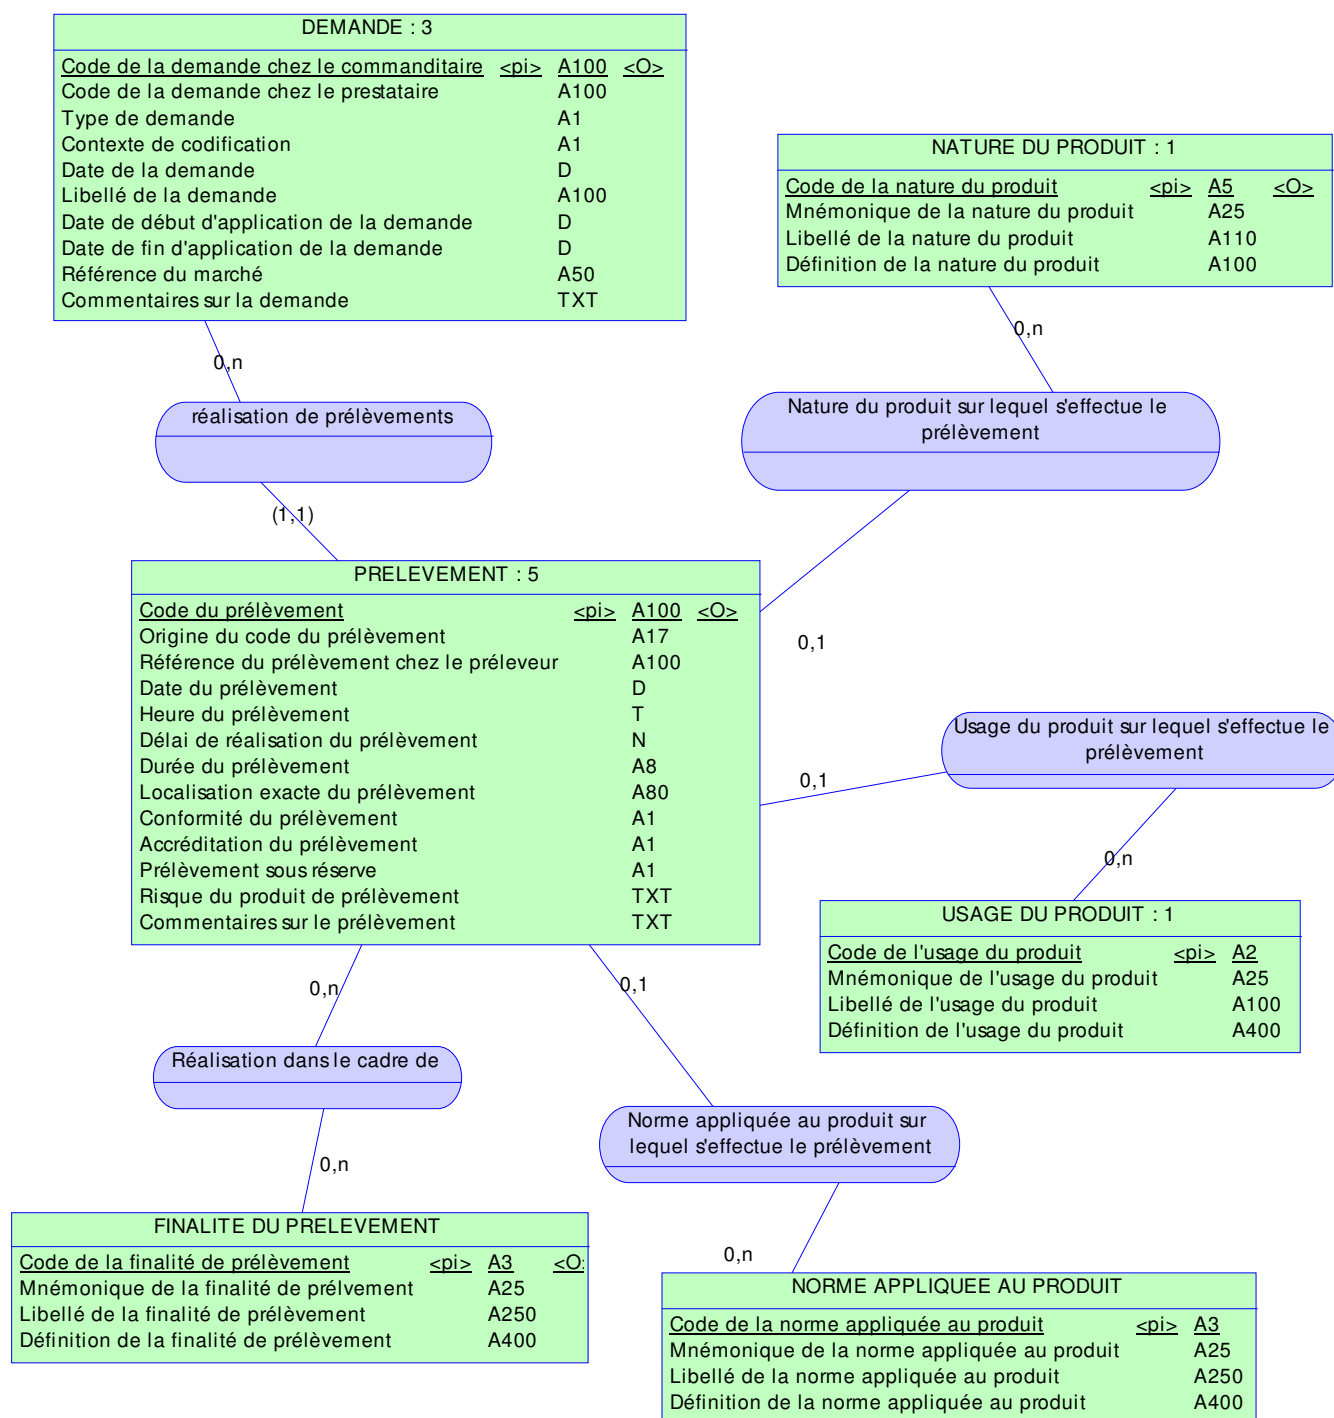 DEMANDE : 3
Code de la demande chez le commanditaire <pi> A100 <O>
Code de la demande chez le prestataire A100
Type de demande A1
Contexte de codification A1
Date de la demande D
Libellé de la demande A100
Date de début d'application de la demande D
Date de fin d'application de la demande D
Référence du marché A50
Commentaires sur la demande TXT
NATURE DU PRODUIT : 1
Code de la nature du produit <pi> A5 <O>
Mnémonique de la nature du produit A25
Libellé de la nature du produit A110
Définition de la nature du produit A100
0,n
0,n
réalisation de prélèvements
Nature du produit sur lequel s'effectue le
prélèvement
(1,1)
0,1
PRELEVEMENT : 5
Code du prélèvement <pi> A100 <O>
Origine du code du prélèvement A17
Référence du prélèvement chez le préleveur A100
Date du prélèvement D
Heure du prélèvement T
Délai de réalisation du prélèvement N
Durée du prélèvement A8
Localisation exacte du prélèvement A80
Conformité du prélèvement A1
Accréditation du prélèvement A1
Prélèvement sous réserve A1
Risque du produit de prélèvement TXT
Commentaires sur le prélèvement TXT
Usage du produit sur lequel s'effectue le
prélèvement
0,1
0,n
USAGE DU PRODUIT : 1
Code de l'usage du produit <pi> A2
Mnémonique de l'usage du produit A25
Libellé de l'usage du produit A100
Définition de l'usage du produit A400
0,n
0,1
Réalisation dans le cadre de
Norme appliquée au produit sur
lequel s'effectue le prélèvement
0,n
0,n
FINALITE DU PRELEVEMENT
Code de la finalité de prélèvement <pi> A3 <O>
Mnémonique de la finalité de prélvement A25
Libellé de la finalité de prélèvement A250
Définition de la finalité de prélèvement A400
NORME APPLIQUEE AU PRODUIT
Code de la norme appliquée au produit <pi> A3
Mnémonique de la norme appliquée au produit A25
Libellé de la norme appliquée au produit A250
Définition de la norme appliquée au produit A400